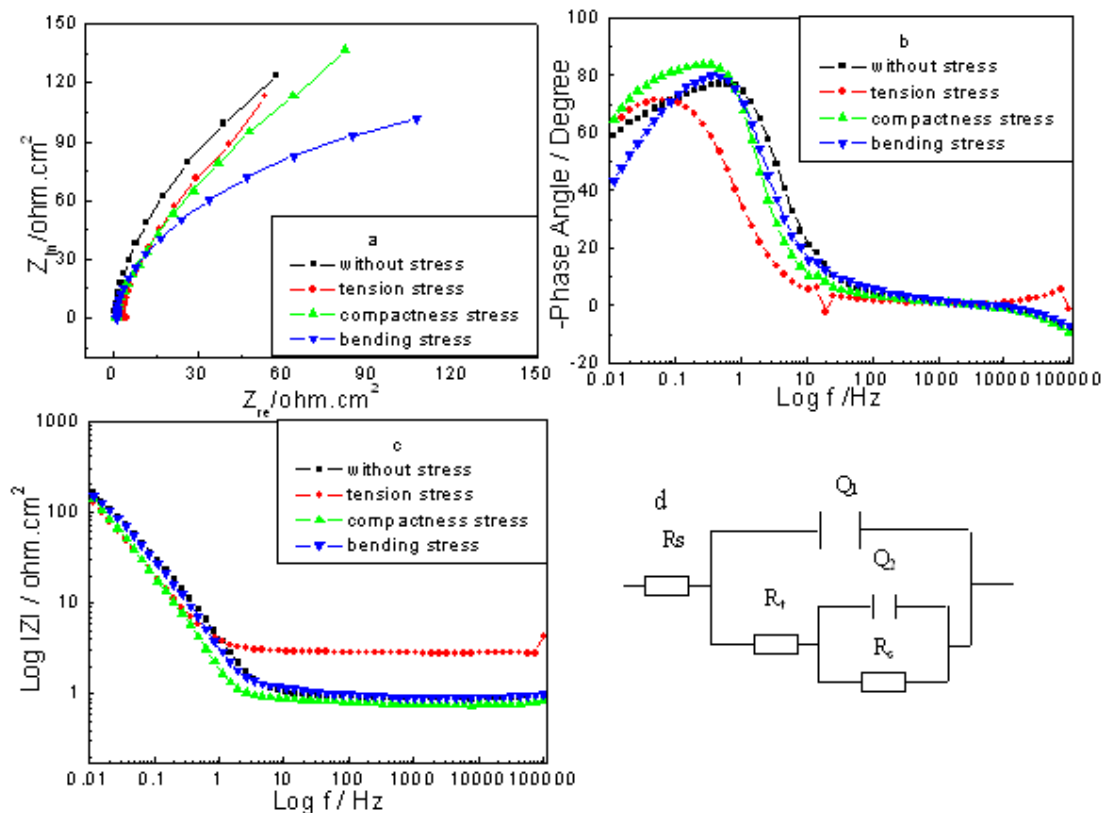 150
120
90
60
30
0
Z_im/ohm.cm²
a
without stress
tension stress
compactness stress
bending stress
0 30 60 90 120 150
Z_re/ohm.cm²
100
80
60
40
20
0
-20
-Phase Angle / Degree
b
without stress
tension stress
compactness stress
bending stress
0.01 0.1 1 10 100 1000 10000 100000
Log f /Hz
1000
100
10
1
Log |Z| / ohm.cm²
c
without stress
tension stress
compactness stress
bending stress
0.01 0.1 1 10 100 1000 10000 100000
Log f / Hz
d
Q₁
Rs
Q₂
R_t
R_c